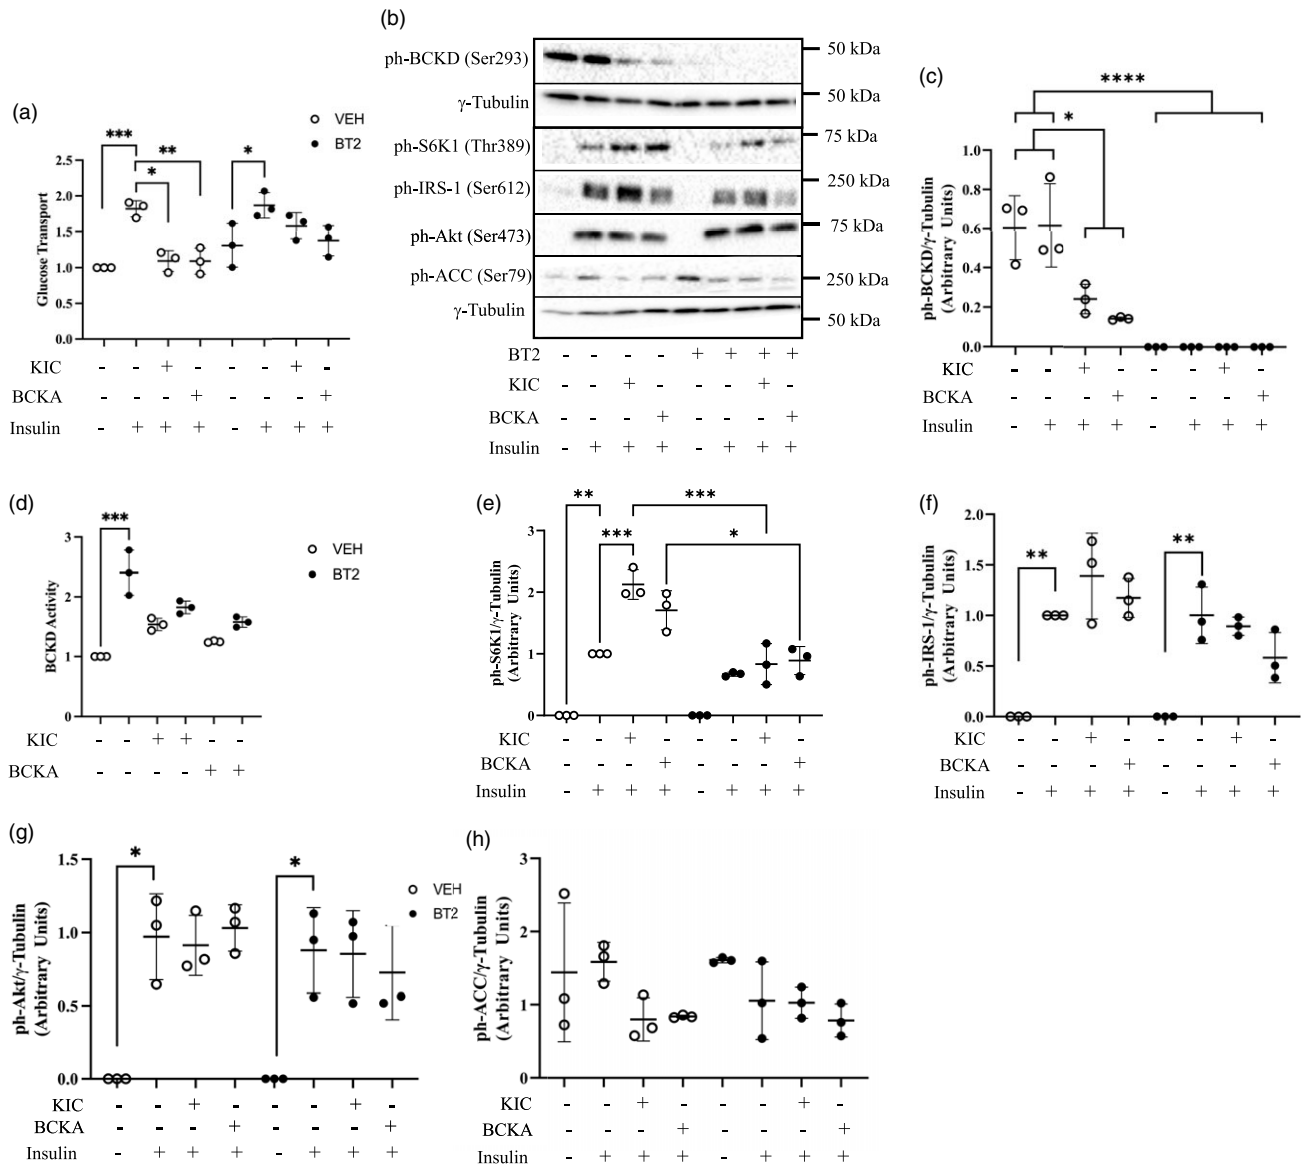 (a)
VEH
BT2
***
**
*
*
2.5
2.0
1.5
1.0
0.5
0.0
Glucose Transport
KIC - - + - - - + -
BCKA - - - + - - - +
Insulin - + + + - + + +
(b)
ph-BCKD (Ser293)
50 kDa
γ-Tubulin
50 kDa
ph-S6K1 (Thr389)
75 kDa
ph-IRS-1 (Ser612)
250 kDa
ph-Akt (Ser473)
75 kDa
ph-ACC (Ser79)
250 kDa
γ-Tubulin
50 kDa
BT2 - - - - + + + +
KIC - - + - - - + -
BCKA - - - + - - - +
Insulin - + + + - + + +
(c)
****
*
1.0
0.8
0.6
0.4
0.2
0.0
ph-BCKD/γ-Tubulin
(Arbitrary Units)
KIC - - + - - - + -
BCKA - - - + - - - +
Insulin - + + + - + + +
(d)
***
VEH
BT2
3
2
1
0
BCKD Activity
KIC - - + + - -
BCKA - - - - + +
(e)
**
***
***
*
3
2
1
0
ph-S6K1/γ-Tubulin
(Arbitrary Units)
KIC - - + - - - + -
BCKA - - - + - - - +
Insulin - + + + - + + +
(f)
**
**
2.0
1.5
1.0
0.5
0.0
ph-IRS-1/γ-Tubulin
(Arbitrary Units)
KIC - - + - - - + -
BCKA - - - + - - - +
Insulin - + + + - + + +
(g)
*
*
VEH
BT2
1.5
1.0
0.5
0.0
ph-Akt/γ-Tubulin
(Arbitrary Units)
KIC - - + - - - + -
BCKA - - - + - - - +
Insulin - + + + - + + +
(h)
3
2
1
0
ph-ACC/γ-Tubulin
(Arbitrary Units)
KIC - - + - - - + -
BCKA - - - + - - - +
Insulin - + + + - + + +